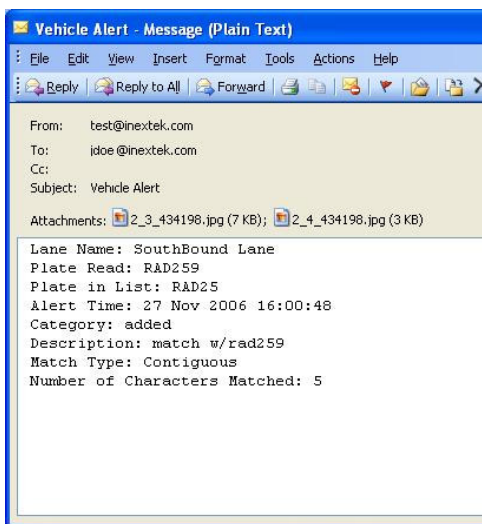 Vehicle Alert - Message (Plain Text)
File Edit View Insert Format Tools Actions Help
Reply Reply to All Forward
From: test@inextek.com
To: jdoe @inextek.com
Cc:
Subject: Vehicle Alert
Attachments: 2_3_434198.jpg (7 KB); 2_4_434198.jpg (3 KB)
Lane Name: SouthBound Lane
Plate Read: RAD259
Plate in List: RAD25
Alert Time: 27 Nov 2006 16:00:48
Category: added
Description: match w/rad259
Match Type: Contiguous
Number of Characters Matched: 5